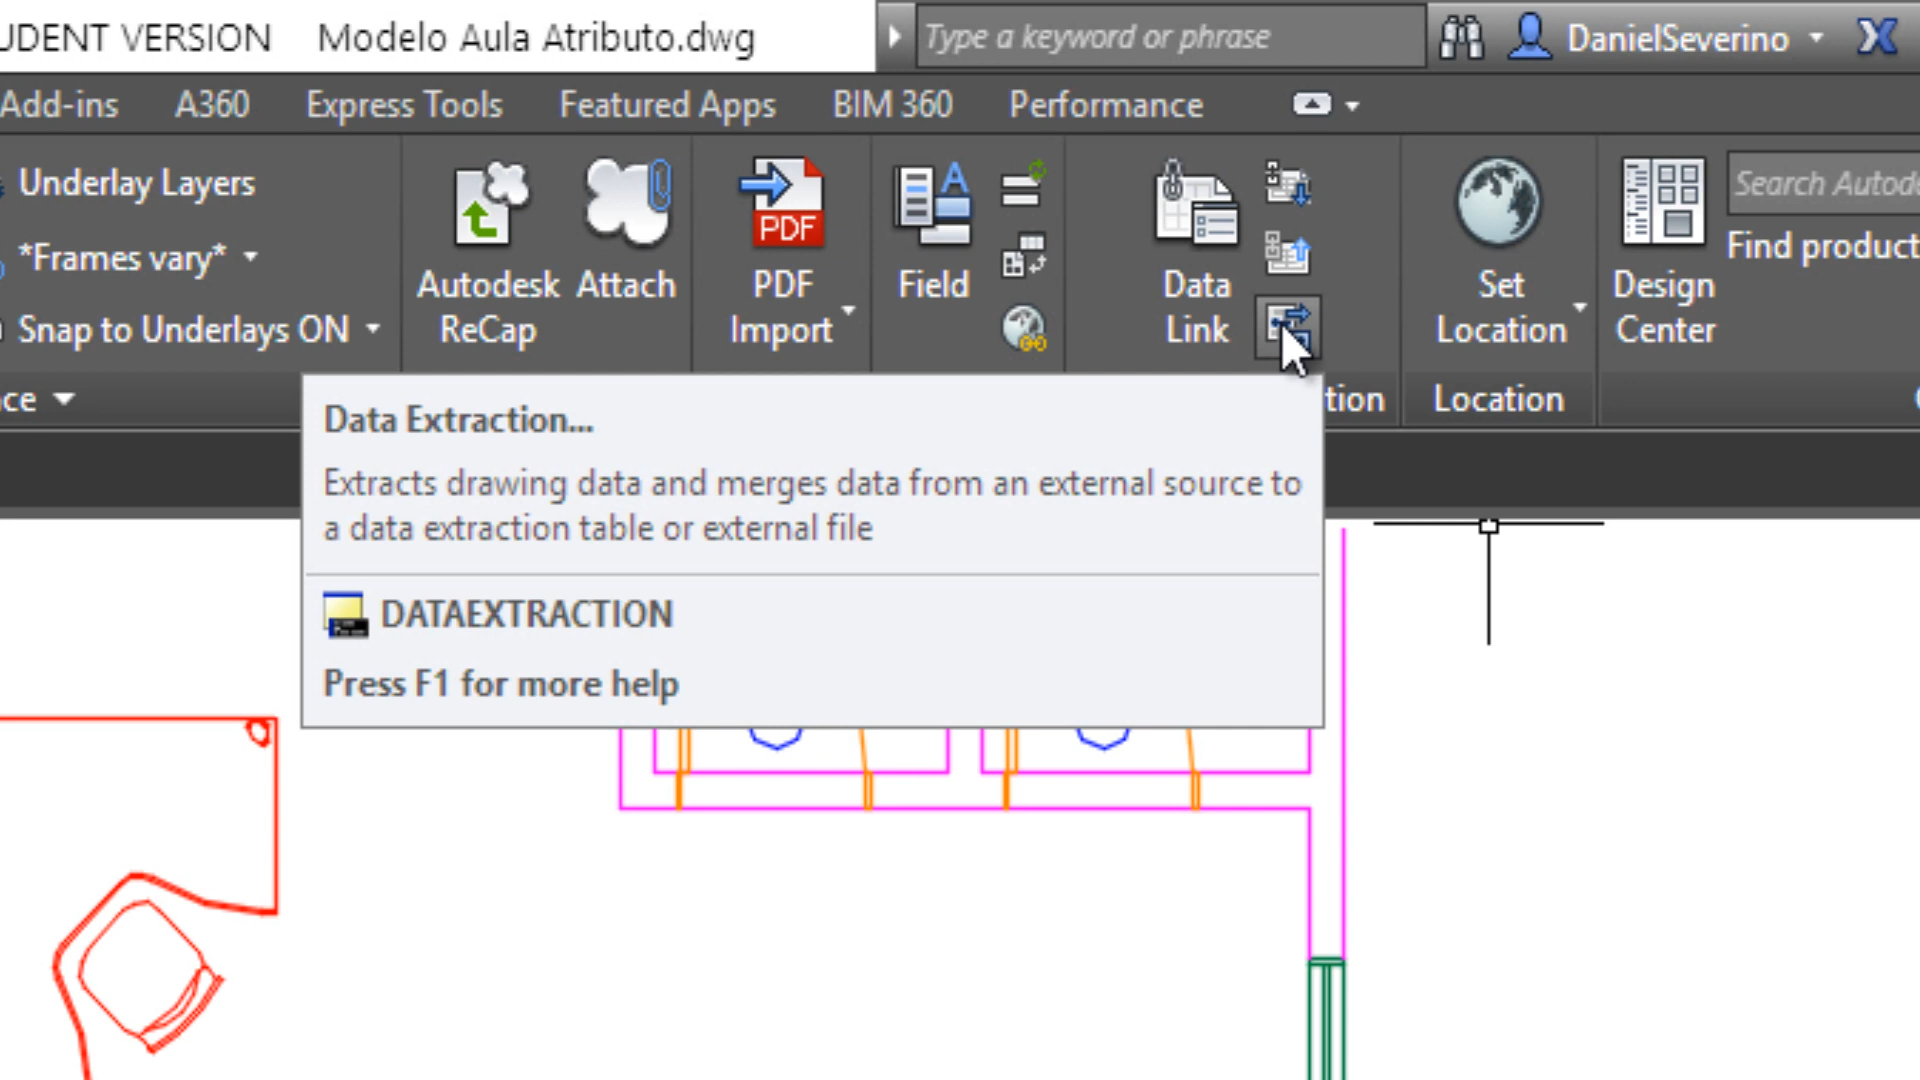 UDENT VERSION Modelo Aula Atributo.dwg Type a keyword or phrase DanielSeverino
Add-ins A360 Express Tools Featured Apps BIM 360 Performance
Underlay Layers
*Frames vary*
Snap to Underlays ON
Autodesk ReCap
Attach
PDF
PDF Import
A
Field
Data Link
Set Location
Design Center
Search Autode
Find product
ce
tion
Location
Data Extraction...
Extracts drawing data and merges data from an external source to
a data extraction table or external file
DATAEXTRACTION
Press F1 for more help